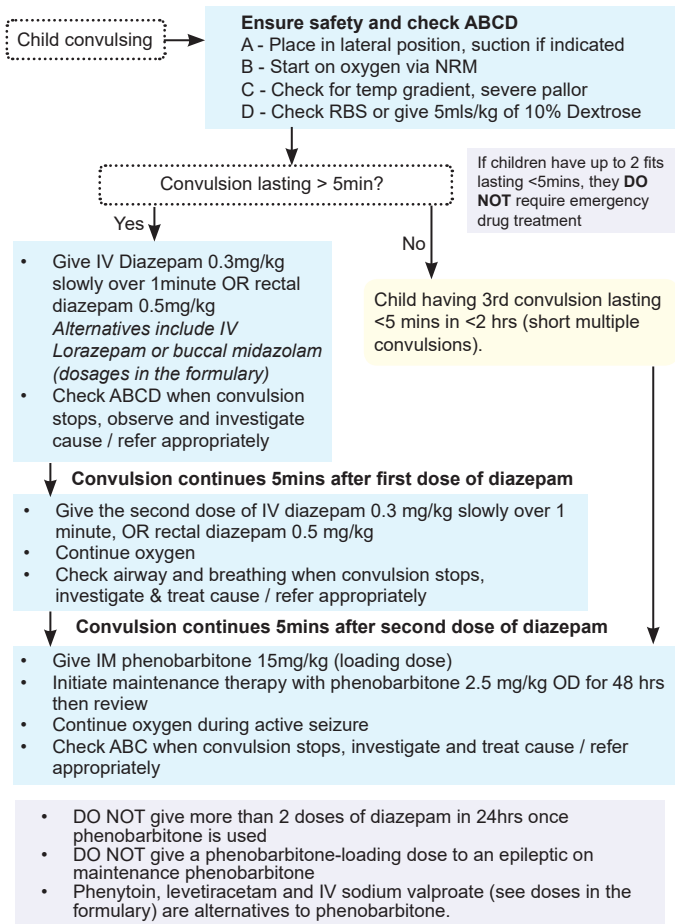 Child convulsing
Ensure safety and check ABCD
A - Place in lateral position, suction if indicated
B - Start on oxygen via NRM
C - Check for temp gradient, severe pallor
D - Check RBS or give 5mls/kg of 10% Dextrose
Convulsion lasting > 5min?
If children have up to 2 fits
lasting <5mins, they DO
NOT require emergency
drug treatment
Yes
No
• Give IV Diazepam 0.3mg/kg
slowly over 1minute OR rectal
diazepam 0.5mg/kg
Alternatives include IV
Lorazepam or buccal midazolam
(dosages in the formulary)
• Check ABCD when convulsion
stops, observe and investigate
cause / refer appropriately
Child having 3rd convulsion lasting
<5 mins in <2 hrs (short multiple
convulsions).
Convulsion continues 5mins after first dose of diazepam
• Give the second dose of IV diazepam 0.3 mg/kg slowly over 1
minute, OR rectal diazepam 0.5 mg/kg
• Continue oxygen
• Check airway and breathing when convulsion stops,
investigate & treat cause / refer appropriately
Convulsion continues 5mins after second dose of diazepam
• Give IM phenobarbitone 15mg/kg (loading dose)
• Initiate maintenance therapy with phenobarbitone 2.5 mg/kg OD for 48 hrs
then review
• Continue oxygen during active seizure
• Check ABC when convulsion stops, investigate and treat cause / refer
appropriately
• DO NOT give more than 2 doses of diazepam in 24hrs once
phenobarbitone is used
• DO NOT give a phenobarbitone-loading dose to an epileptic on
maintenance phenobarbitone
• Phenytoin, levetiracetam and IV sodium valproate (see doses in the
formulary) are alternatives to phenobarbitone.